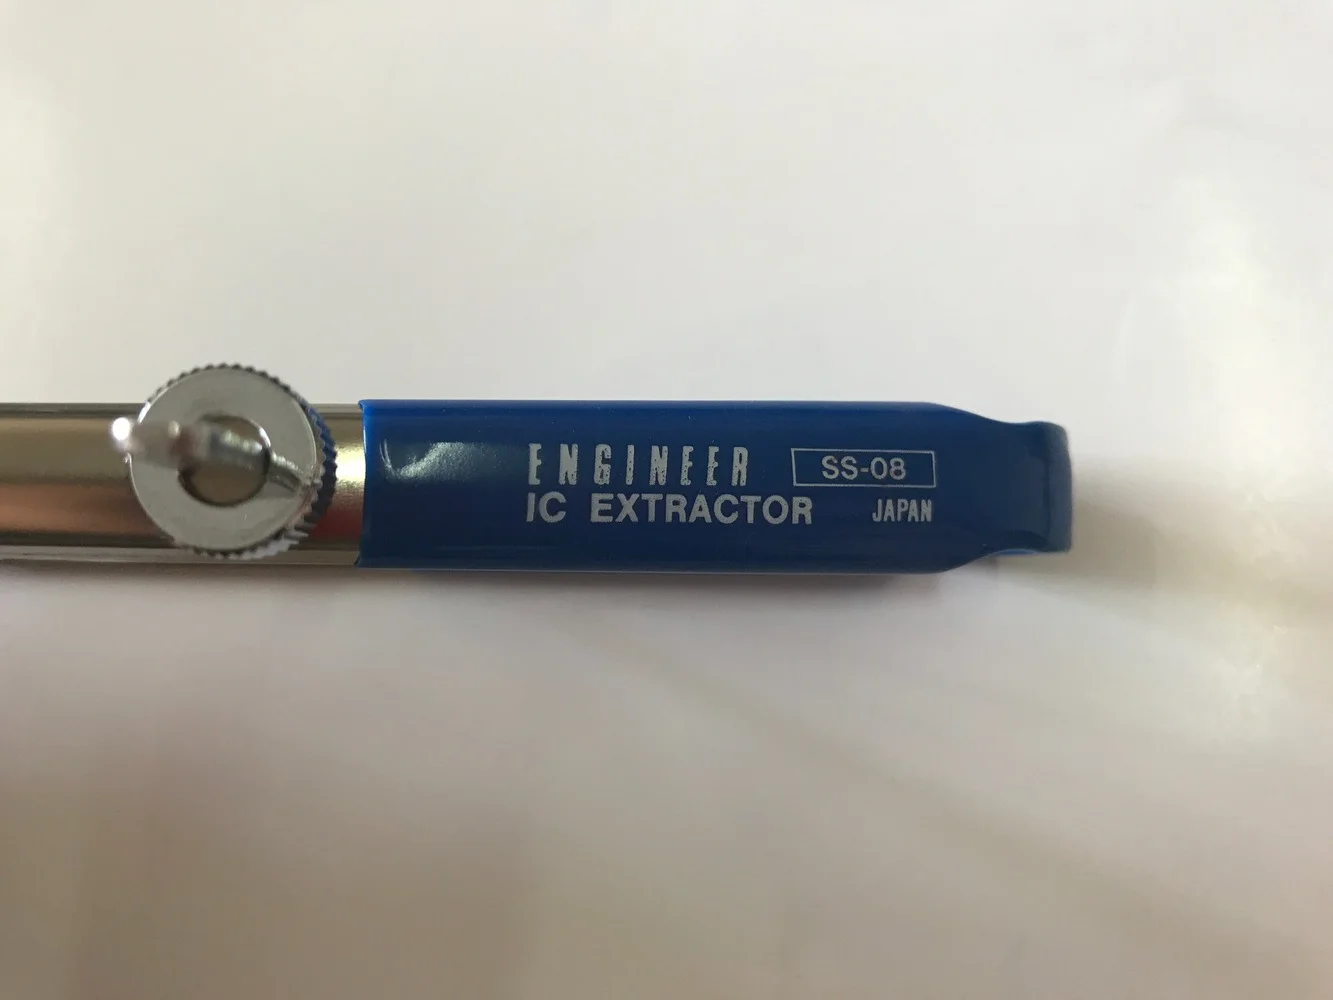 ENGINEER SS-08
IC EXTRACTOR JAPAN